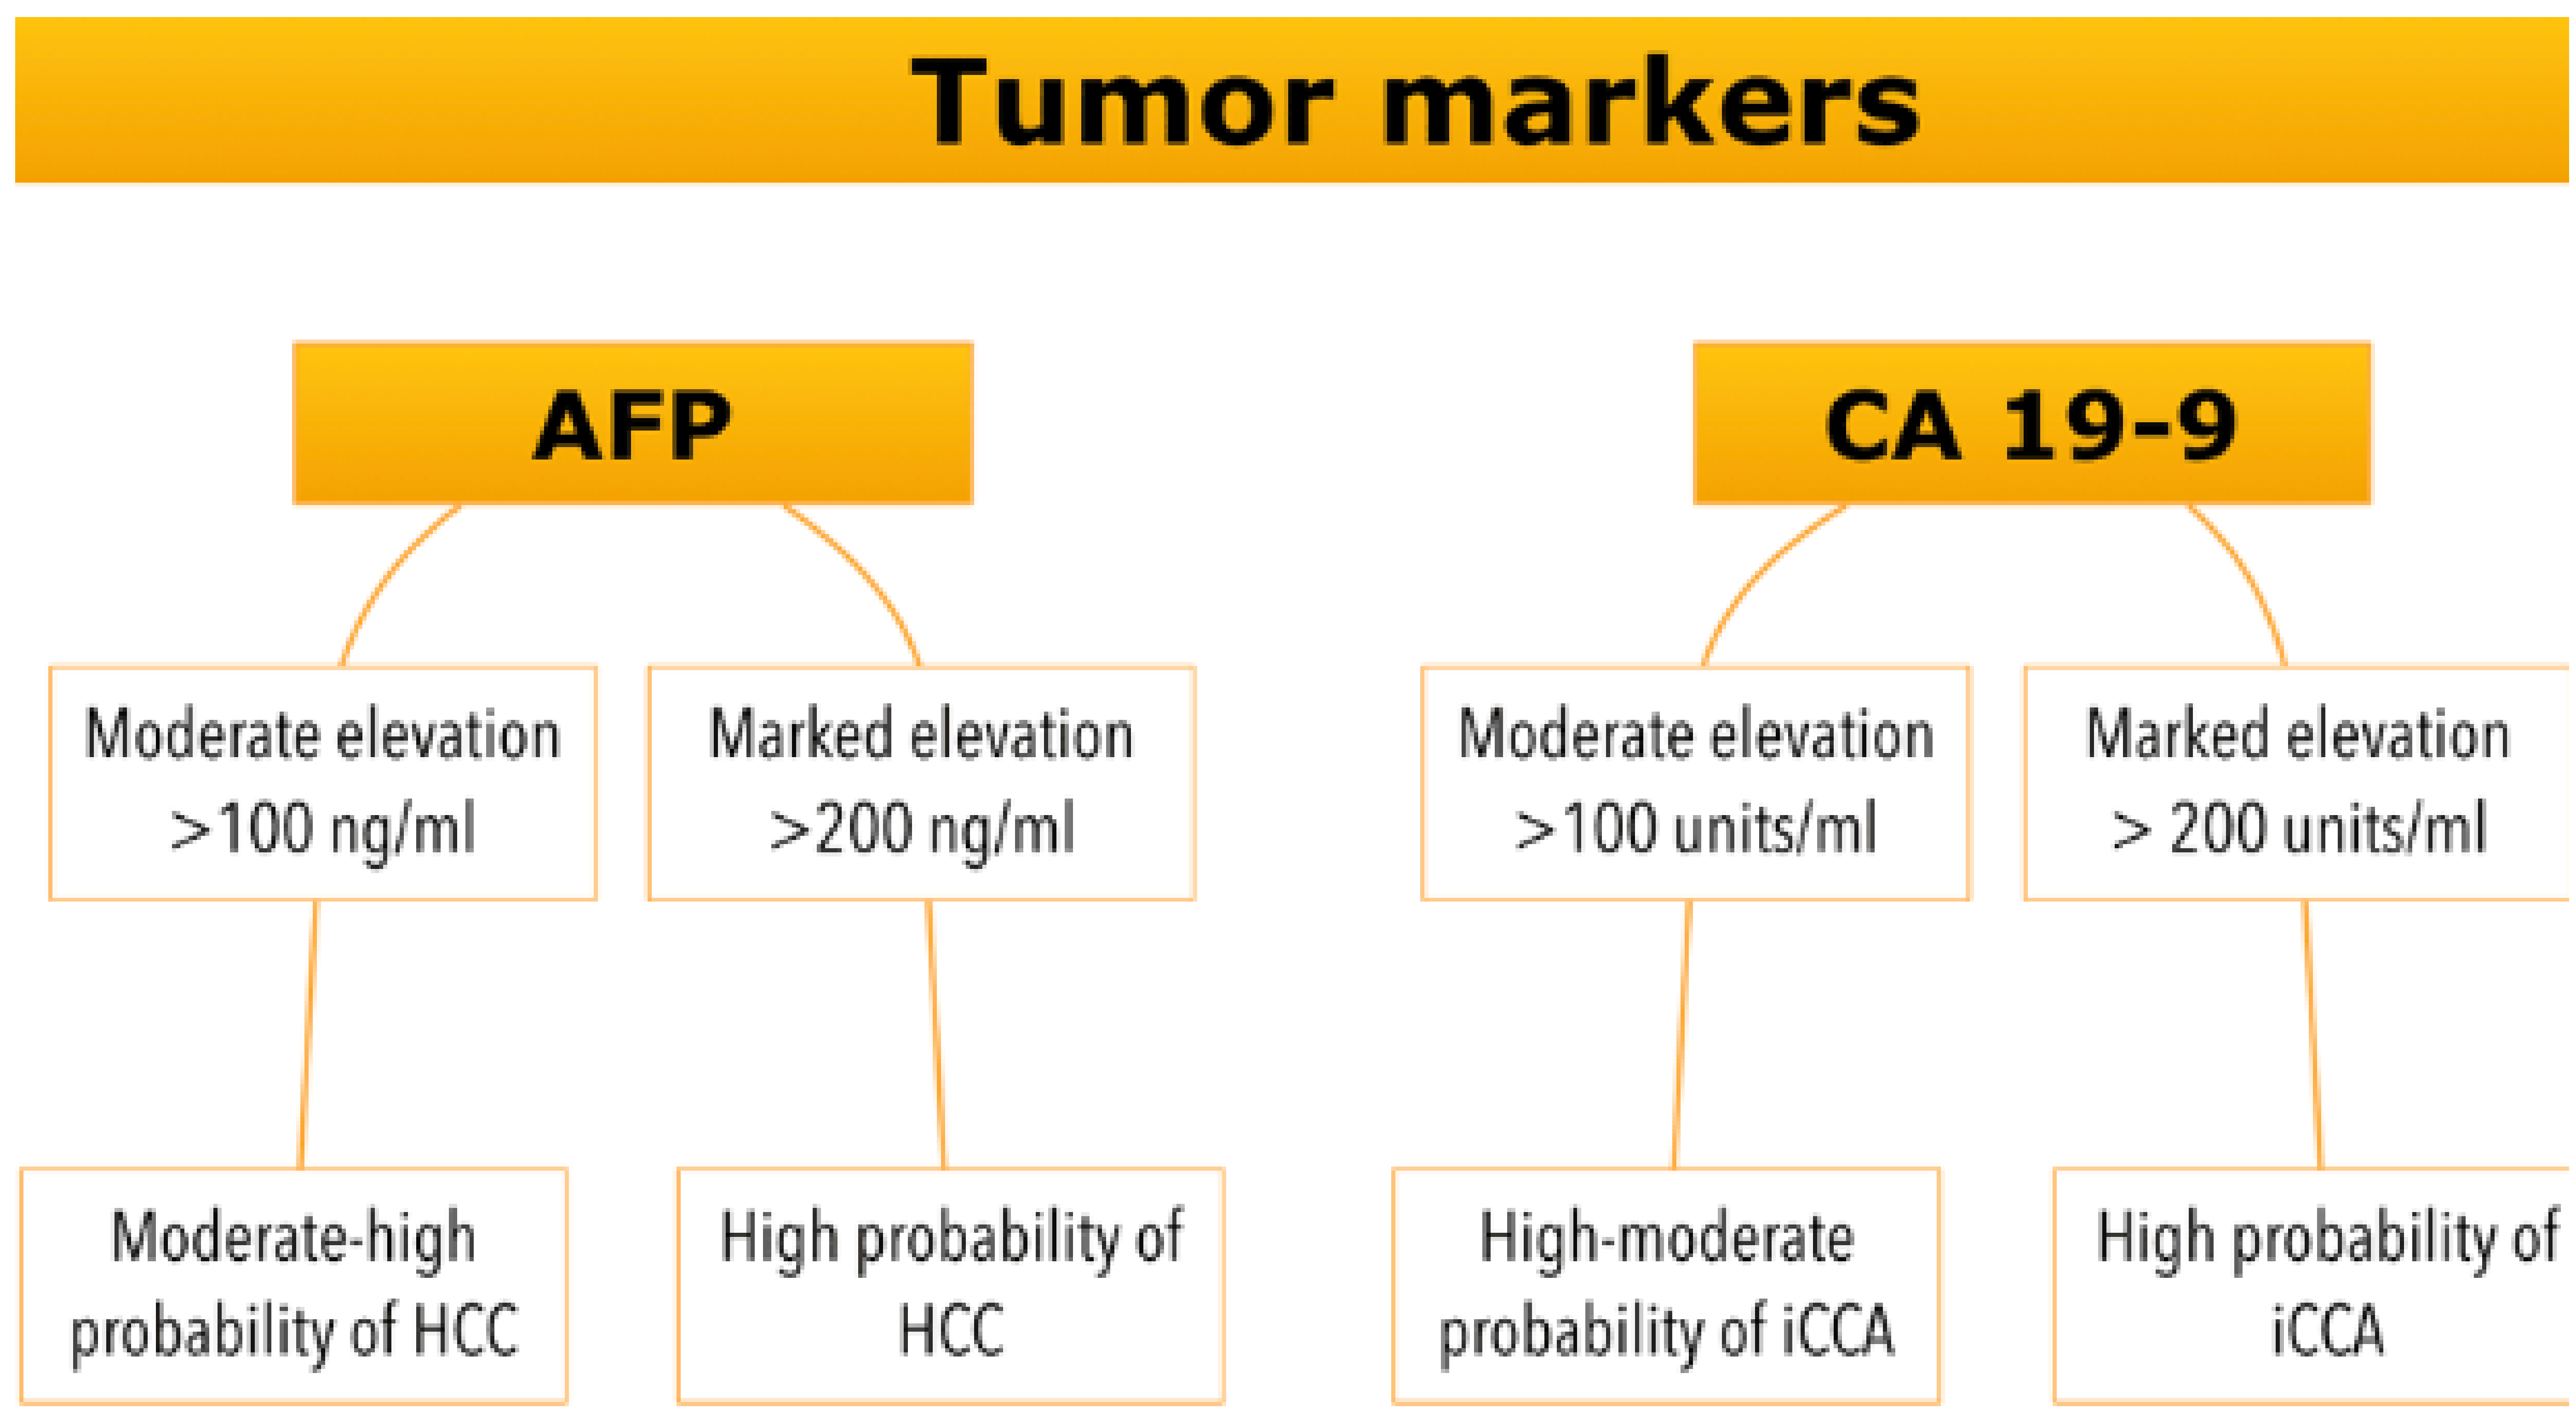 Tumor markers
AFP
CA 19-9
Moderate elevation
>100 ng/ml
Marked elevation
>200 ng/ml
Moderate elevation
>100 units/ml
Marked elevation
> 200 units/ml
Moderate-high
probability of HCC
High probability of
HCC
High-moderate
probability of iCCA
High probability of
iCCA